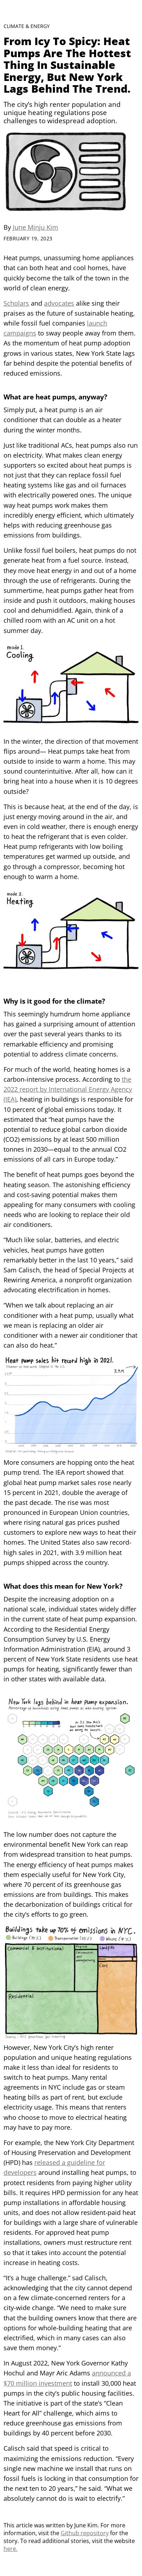 CLIMATE & ENERGY
From Icy To Spicy: Heat
Pumps Are The Hottest
Thing In Sustainable
Energy, But New York
Lags Behind The Trend.
The city’s high renter population and
unique heating regulations pose
challenges to widespread adoption.
By June Minju Kim
FEBRUARY 19, 2023
Heat pumps, unassuming home appliances
that can both heat and cool homes, have
quickly become the talk of the town in the
world of clean energy.
Scholars and advocates alike sing their
praises as the future of sustainable heating,
while fossil fuel companies launch
campaigns to sway people away from them.
As the momentum of heat pump adoption
grows in various states, New York State lags
far behind despite the potential benefits of
reduced emissions.
What are heat pumps, anyway?
Simply put, a heat pump is an air
conditioner that can double as a heater
during the winter months.
Just like traditional ACs, heat pumps also run
on electricity. What makes clean energy
supporters so excited about heat pumps is
the fact that they can replace fossil fuel
heating systems like gas and oil furnaces
with electrically powered ones. The unique
way heat pumps work makes them
incredibly energy efficient, which ultimately
helps with reducing greenhouse gas
emissions from buildings.
Unlike fossil fuel boilers, heat pumps do not
generate heat from a fuel source. Instead,
they move heat energy in and out of a home
through the use of refrigerants. During the
summertime, heat pumps gather heat from
inside and push it outdoors, making houses
cool and dehumidified. Again, think of a
chilled room with an AC unit on a hot
summer day.
mode 1.
Cooling
In the winter, the direction of that movement
flips around— Heat pumps take heat from
outside to inside to warm a home. This may
sound counterintuitive. After all, how can it
bring heat into a house when it is 10 degrees
outside?
This is because heat, at the end of the day, is
just energy moving around in the air, and
even in cold weather, there is enough energy
to heat the refrigerant that is even colder.
Heat pump refrigerants with low boiling
temperatures get warmed up outside, and
go through a compressor, becoming hot
enough to warm a home.
mode 2.
Heating
Why is it good for the climate?
This seemingly humdrum home appliance
has gained a surprising amount of attention
over the past several years thanks to its
remarkable efficiency and promising
potential to address climate concerns.
For much of the world, heating homes is a
carbon-intensive process. According to the
2022 report by International Energy Agency
(IEA), heating in buildings is responsible for
10 percent of global emissions today. It
estimated that “heat pumps have the
potential to reduce global carbon dioxide
(CO2) emissions by at least 500 million
tonnes in 2030—equal to the annual CO2
emissions of all cars in Europe today.”
The benefit of heat pumps goes beyond the
heating season. The astonishing efficiency
and cost-saving potential makes them
appealing for many consumers with cooling
needs who are looking to replace their old
air conditioners.
“Much like solar, batteries, and electric
vehicles, heat pumps have gotten
remarkably better in the last 10 years,” said
Sam Calisch, the head of Special Projects at
Rewiring America, a nonprofit organization
advocating electrification in homes.
“When we talk about replacing an air
conditioner with a heat pump, usually what
we mean is replacing an older air
conditioner with a newer air conditioner that
can also do heat.”
Heat pump sales hit record high in 2021.
More consumers are hopping onto the heat
pump trend. The IEA report showed that
global heat pump market sales rose nearly
15 percent in 2021, double the average of
the past decade. The rise was most
pronounced in European Union countries,
where rising natural gas prices pushed
consumers to explore new ways to heat their
homes. The United States also saw record-
high sales in 2021, with 3.9 million heat
pumps shipped across the country.
What does this mean for New York?
Despite the increasing adoption on a
national scale, individual states widely differ
in the current state of heat pump expansion.
According to the Residential Energy
Consumption Survey by U.S. Energy
Information Administration (EIA), around 3
percent of New York State residents use heat
pumps for heating, significantly fewer than
in other states with available data.
New York lags behind in heat pump expansion.
The low number does not capture the
environmental benefit New York can reap
from widespread adoption of heat pumps.
The energy efficiency of heat pumps makes
them especially useful for New York City,
where 70 percent of its greenhouse gas
emissions are from buildings. This makes
the decarbonization of buildings critical for
the city’s efforts to go green.
Buildings take up 70% of emissions in NYC.
Commercial & Institutional
Residential
However, New York City’s high renter
population and unique heating regulations
make it less than ideal for residents to
switch to heat pumps. Many rental
agreements in NYC include gas or steam
heating bills as part of rent, but exclude
electricity usage. This means that renters
who choose to move to electrical heating
may have to pay more.
For example, the New York City Department
of Housing Preservation and Development
(HPD) has released a guideline for
developers around installing heat pumps, to
protect residents from paying higher utility
bills. It requires HPD permission for any heat
pump installations in affordable housing
units, and does not allow resident-paid heat
for buildings with a large share of vulnerable
residents. For approved heat pump
installations, owners must restructure rent
so that it takes into account the potential
increase in heating costs.
“It’s a huge challenge.” sad Calisch,
acknowledging that the city cannot depend
on a few climate-concerned renters for a
city-wide change. “We need to make sure
that the building owners know that there are
options for whole-building heating that are
electrified, which in many cases can also
save them money.”
In August 2022, New York Governor Kathy
Hochul and Mayr Aric Adams announced a
$70 million investment to install 30,000 heat
pumps in the city’s public housing facilities.
The initiative is part of the state’s “Clean
Heart for All” challenge, which aims to
reduce greenhouse gas emissions from
buildings by 40 percent before 2030.
Calisch said that speed is critical to
maximizing the emissions reduction. “Every
single new machine we install that is on
fossil fuels is locking in that consumption for
the next ten to 20 years,” he said. “What we
absolutely want to do is switch to electrify.”
This article was written by June Kim. For more
information, visit the Github repository for the
story. To read additional stories, visit the website
here.